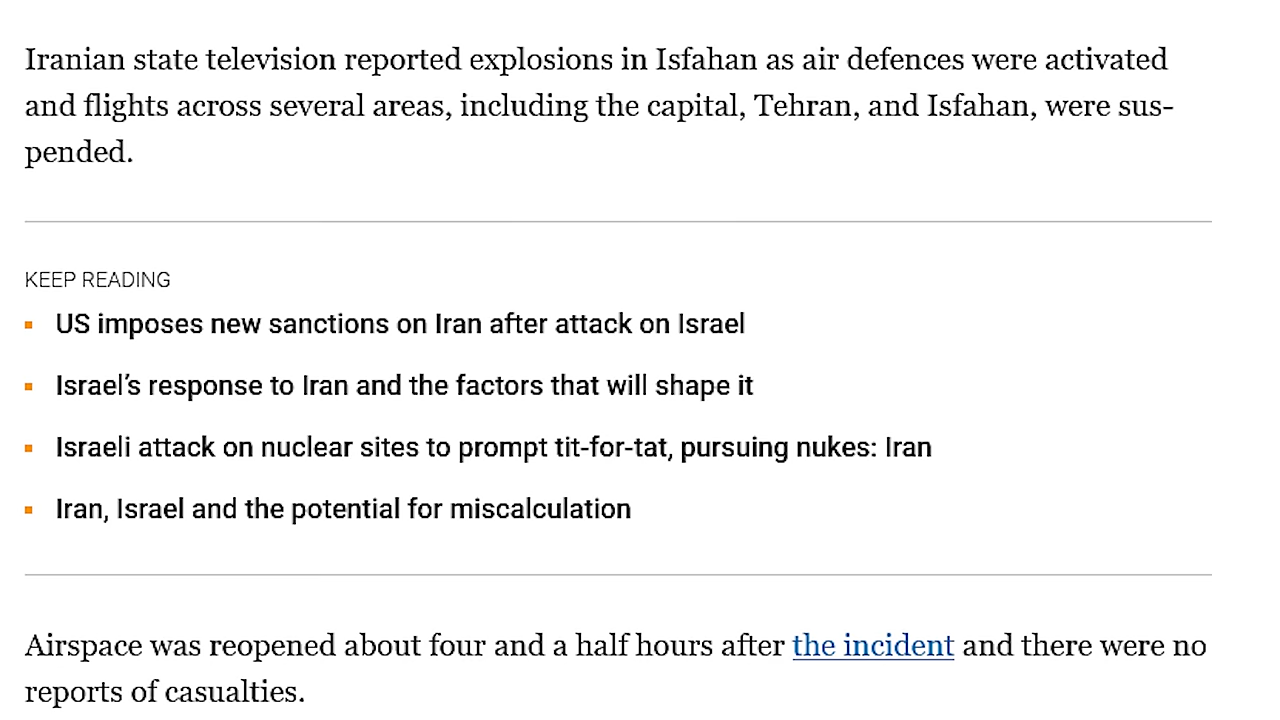 Iranian state television reported explosions in Isfahan as air defences were activated
and flights across several areas, including the capital, Tehran, and Isfahan, were sus-
pended.
KEEP READING
US imposes new sanctions on Iran after attack on Israel
Israel’s response to Iran and the factors that will shape it
Israeli attack on nuclear sites to prompt tit-for-tat, pursuing nukes: Iran
Iran, Israel and the potential for miscalculation
Airspace was reopened about four and a half hours after the incident and there were no
reports of casualties.